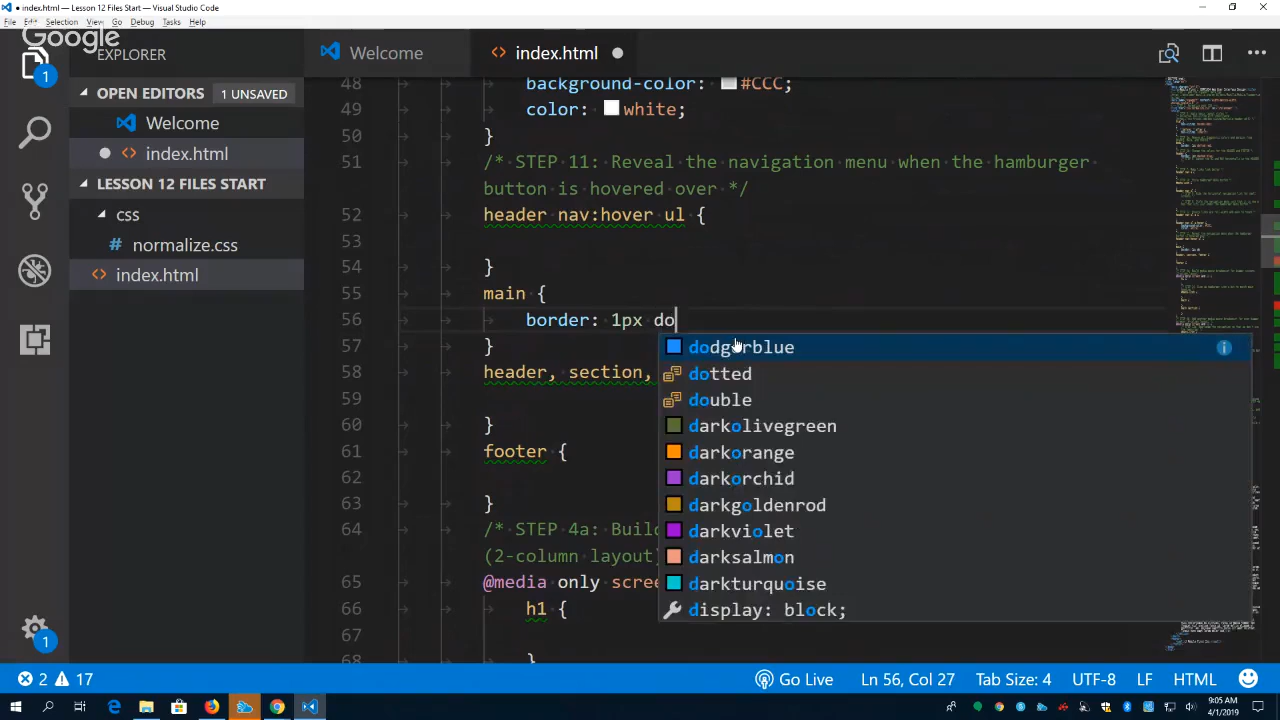 index.html — Lesson 12 Files Start — Visual Studio Code
File Edit Selection View Go Debug Tasks Help
Google
EXPLORER
Welcome
index.html
OPEN EDITORS 1 UNSAVED
Welcome
index.html
LESSON 12 FILES START
css
normalize.css
index.html
1
1
48 background-color: #CCC;
49 color: white;
50 }
51 /* STEP 11: Reveal the navigation menu when the hamburger
button is hovered over */
52 header nav:hover ul {
53
54 }
55 main {
56 border: 1px do
57 }
58 header, section,
59
60 }
61 footer {
62
63 }
64 /* STEP 4a: Buil
(2-column layout)
65 @media only scree
66 h1 {
67
68 }
dodgerblue
dotted
double
darkolivegreen
darkorange
darkorchid
darkgoldenrod
darkviolet
darksalmon
darkturquoise
display: block;
2 17
Go Live
Ln 56, Col 27
Tab Size: 4
UTF-8
LF
HTML
9:05 AM
4/1/2019